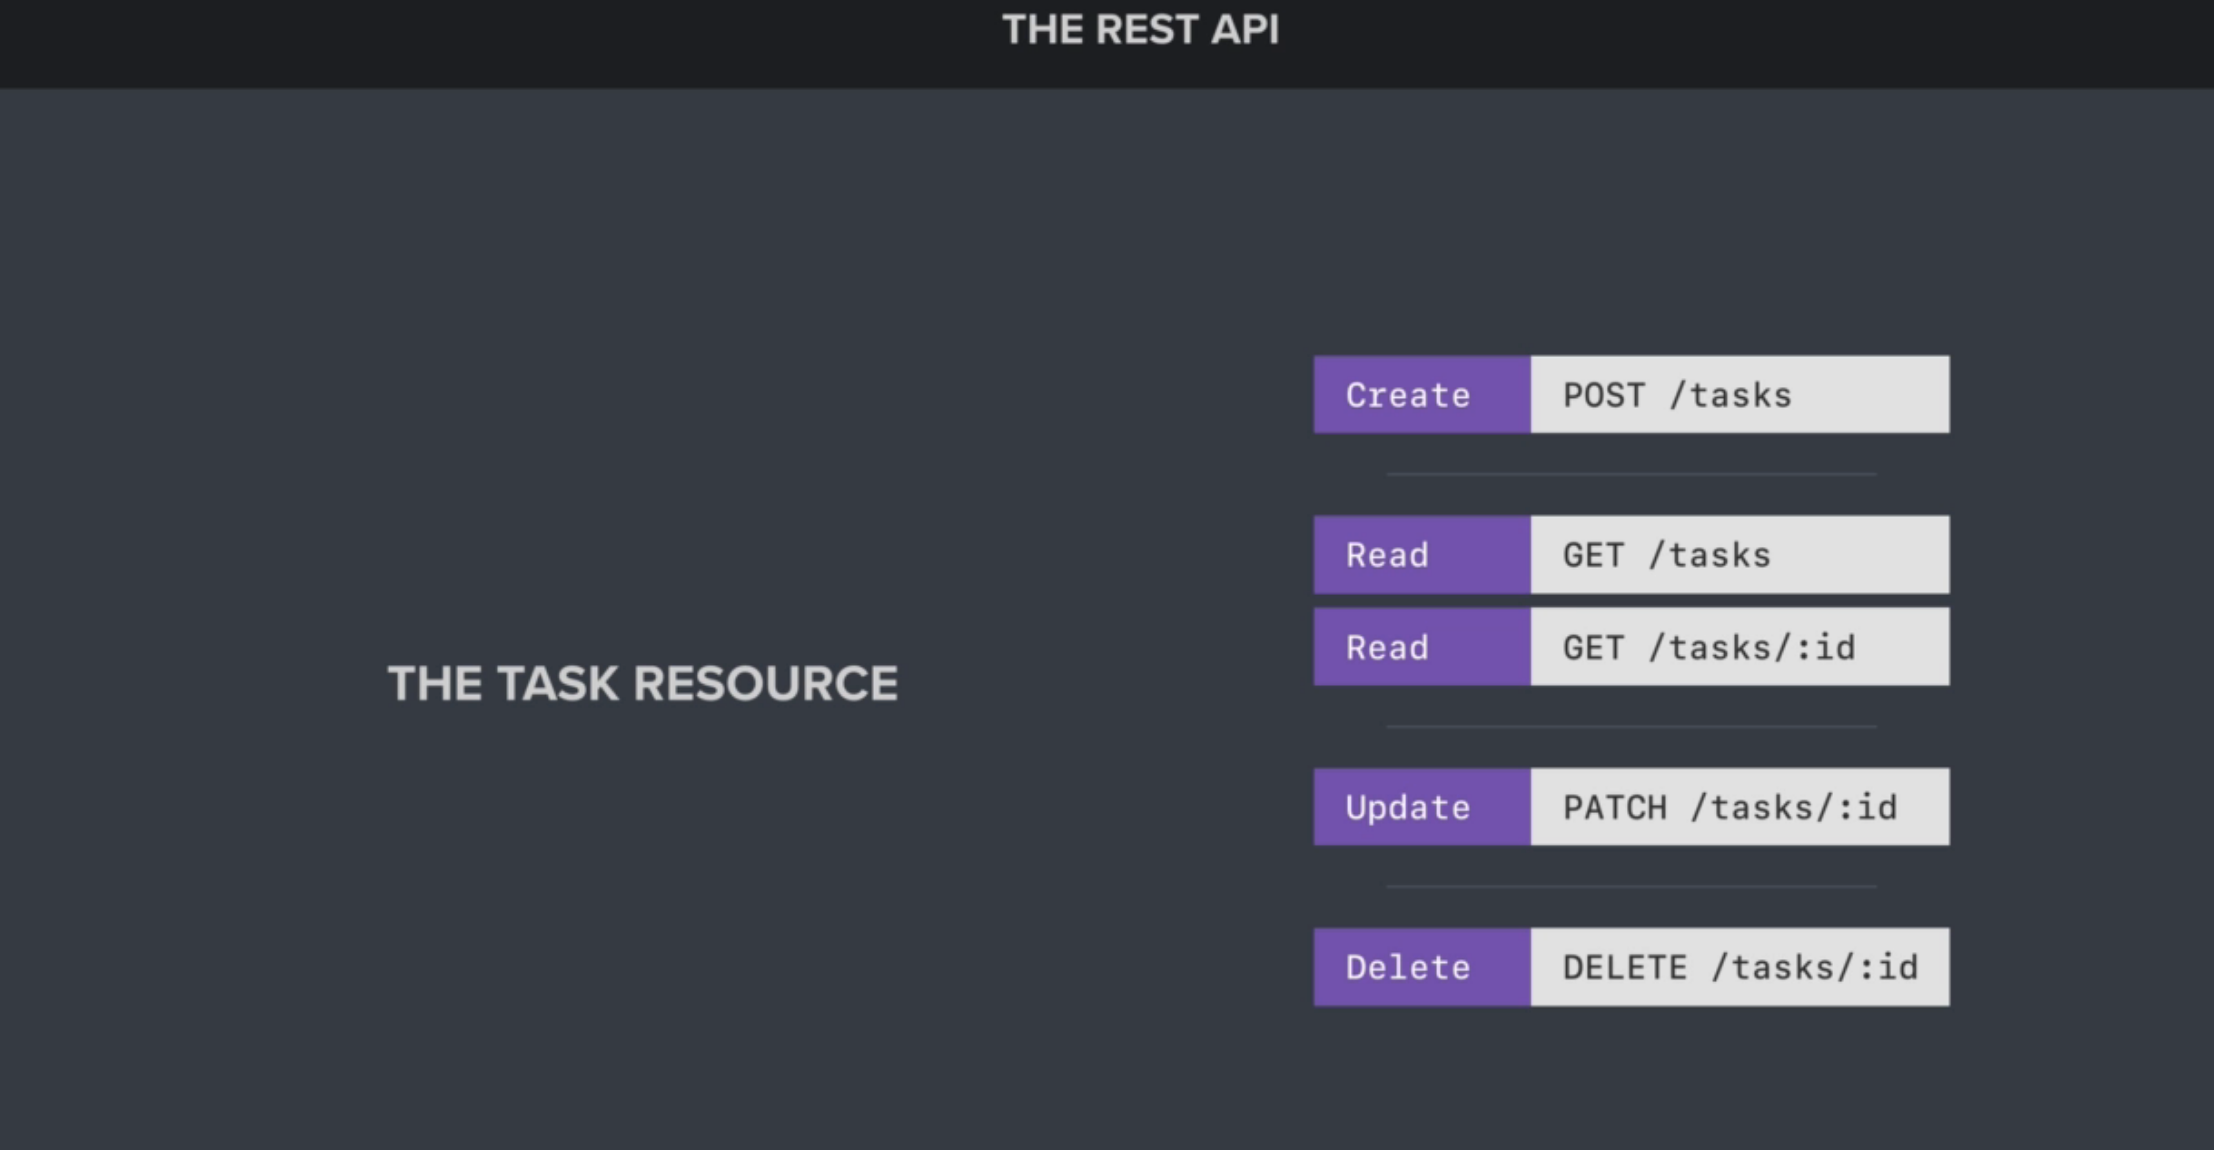 THE REST API
THE TASK RESOURCE
Create POST /tasks
Read GET /tasks
Read GET /tasks/:id
Update PATCH /tasks/:id
Delete DELETE /tasks/:id